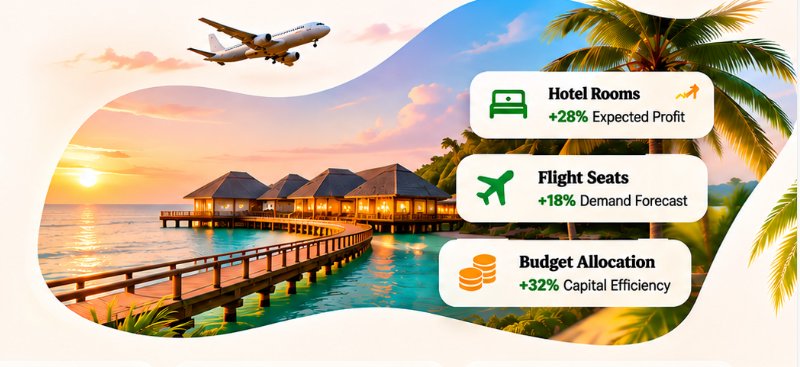 Hotel Rooms
+28% Expected Profit
Flight Seats
+18% Demand Forecast
Budget Allocation
+32% Capital Efficiency